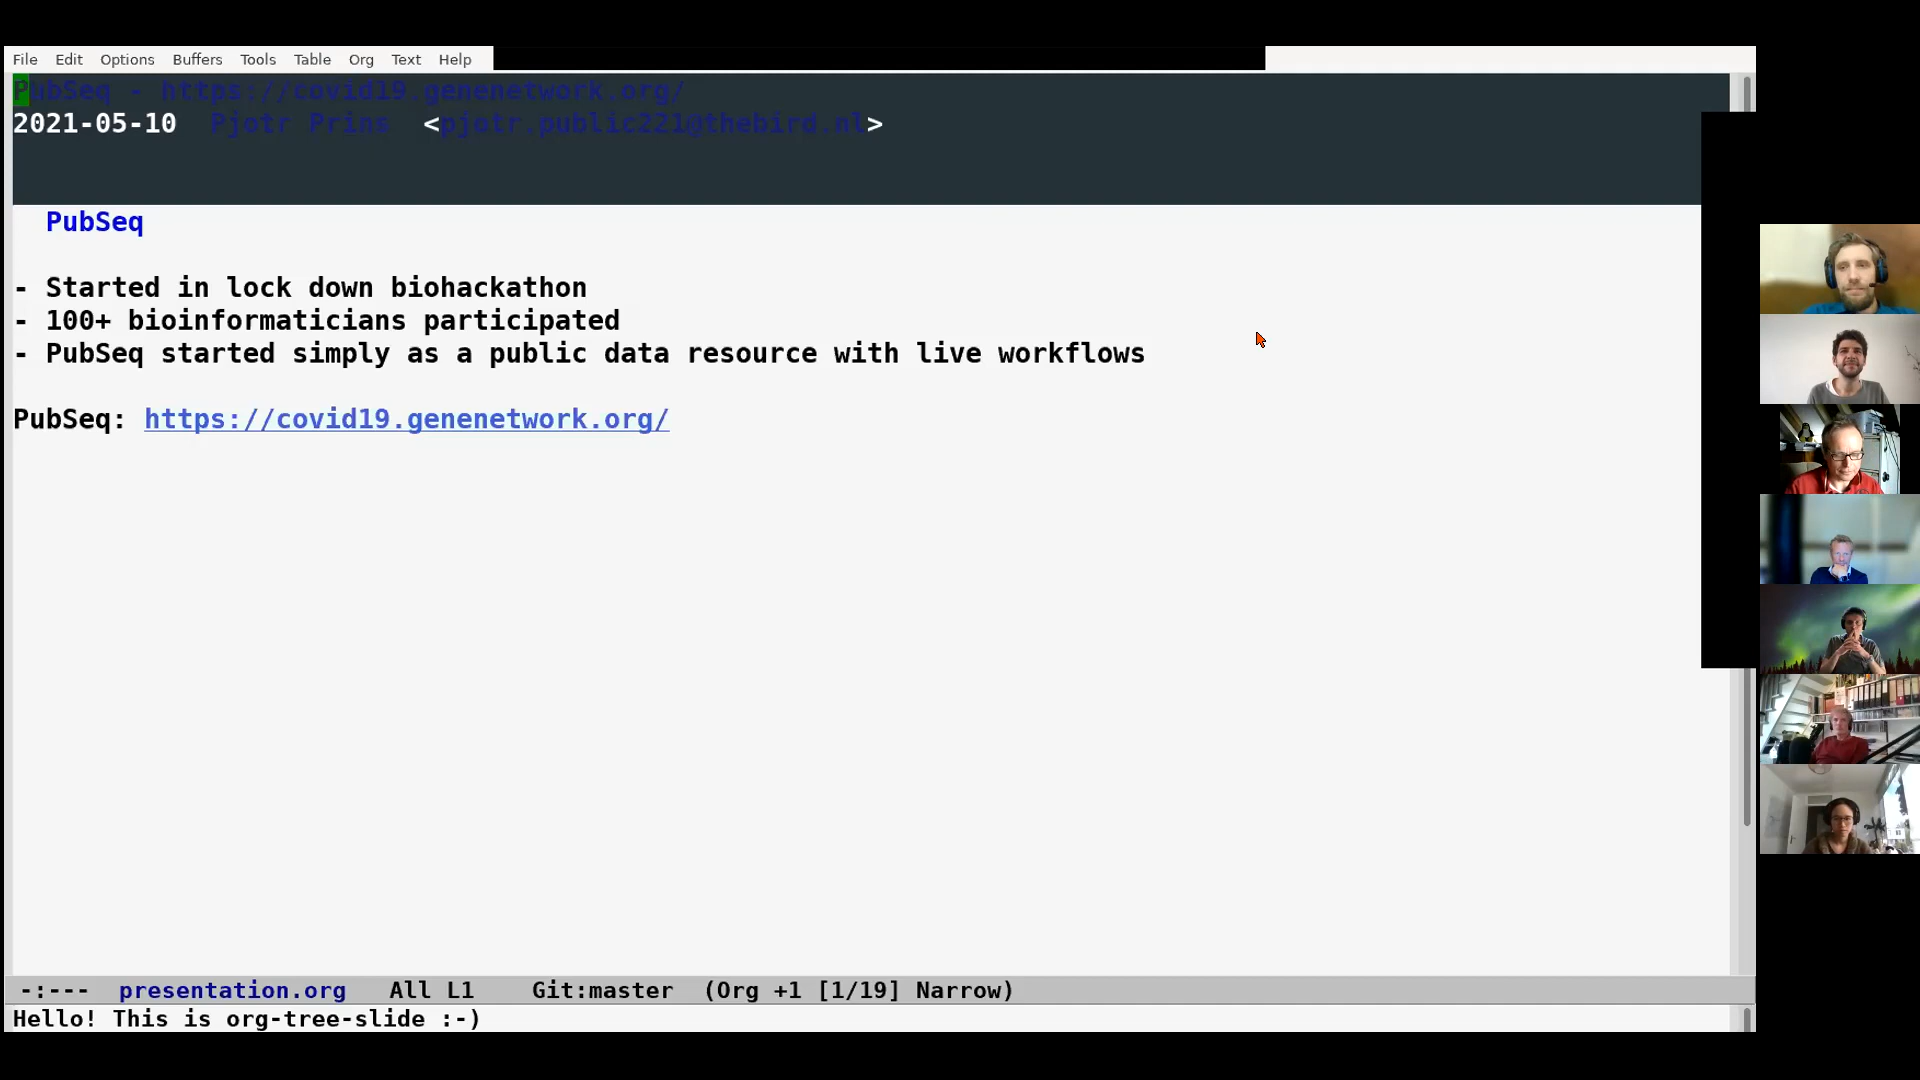 File Edit Options Buffers Tools Table Org Text Help
PubSeq - https://covid19.genenetwork.org/
2021-05-10 Pjotr Prins <pjotr.public221@thebird.nl>
PubSeq
- Started in lock down biohackathon
- 100+ bioinformaticians participated
- PubSeq started simply as a public data resource with live workflows
PubSeq: https://covid19.genenetwork.org/
-:--- presentation.org All L1 Git:master (Org +1 [1/19] Narrow)
Hello! This is org-tree-slide :-)